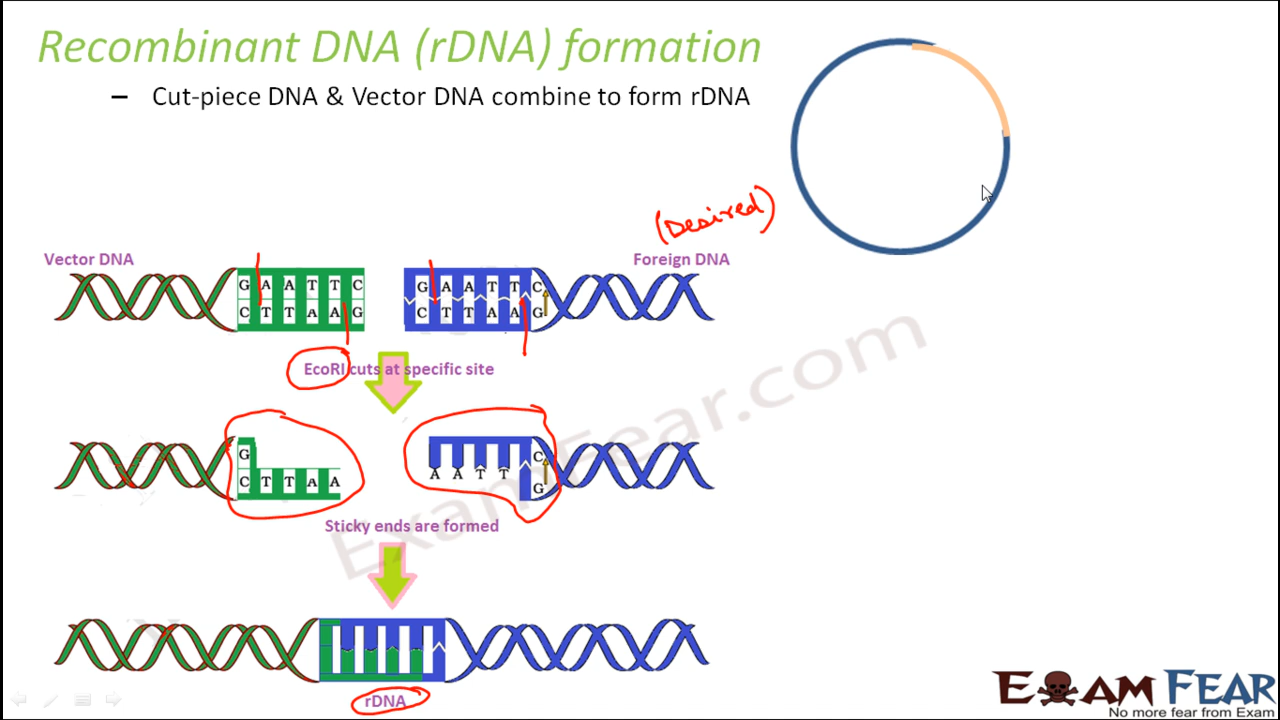 Recombinant DNA (rDNA) formation
– Cut-piece DNA & Vector DNA combine to form rDNA
(Desired)
Vector DNA
Foreign DNA
G A A T T C
C T T A A G
G A A T T C
C T T A A G
EcoRI cuts at specific site
G
C T T A A
C
A A T T
G
Sticky ends are formed
rDNA
ExamFear.com
EXAM FEAR
No more fear from Exam